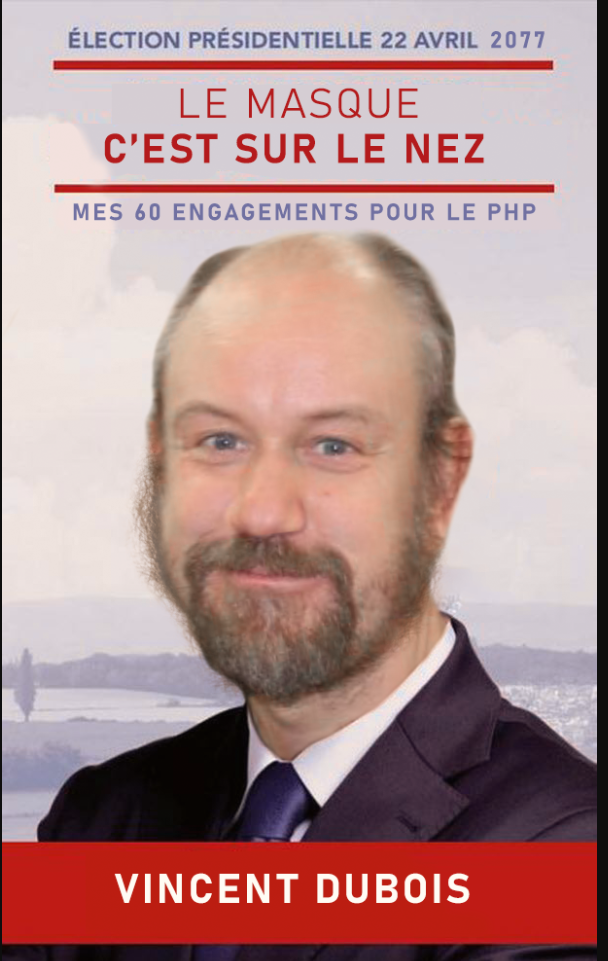 ÉLECTION PRÉSIDENTIELLE 22 AVRIL 2077
LE MASQUE
C'EST SUR LE NEZ
MES 60 ENGAGEMENTS POUR LE PHP
VINCENT DUBOIS